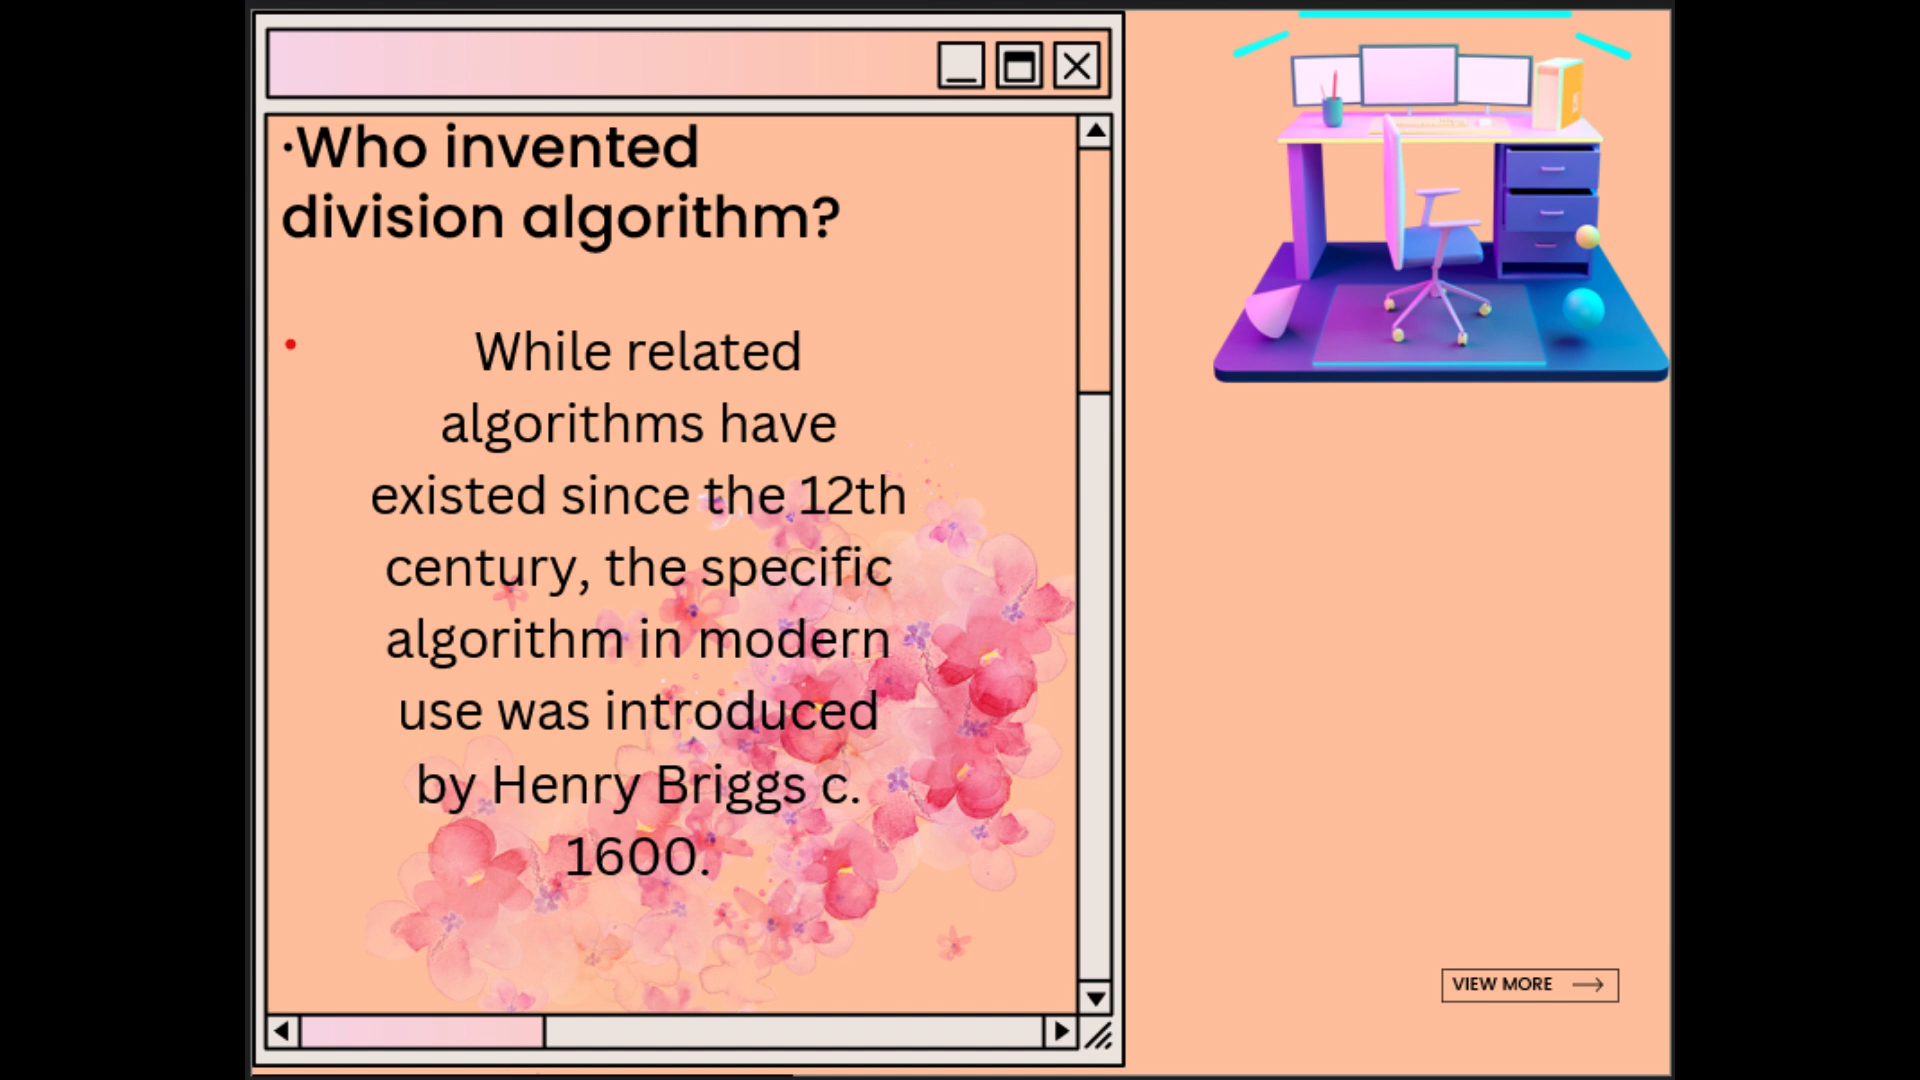 ·Who invented
division algorithm?
While related
algorithms have
existed since the 12th
century, the specific
algorithm in modern
use was introduced
by Henry Briggs c.
1600.
VIEW MORE